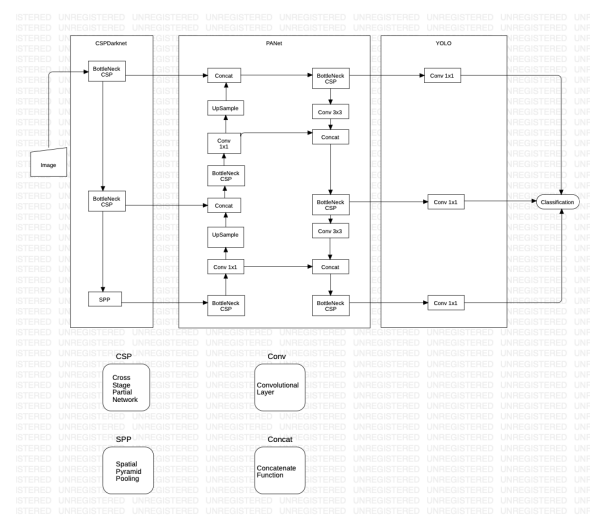 CSPDarknet
PANet
YOLO
BottleNeck
CSP
Concat
BottleNeck
CSP
Conv 1x1
UpSample
Conv 3x3
Conv
1x1
Concat
Image
BottleNeck
CSP
BottleNeck
CSP
Concat
BottleNeck
CSP
Conv 1x1
Classification
UpSample
Conv 3x3
Conv 1x1
Concat
SPP
BottleNeck
CSP
BottleNeck
CSP
Conv 1x1
CSP
Conv
Cross
Stage
Partial
Network
Convolutional
Layer
SPP
Concat
Spatial
Pyramid
Pooling
Concatenate
Function
UNREGISTERED